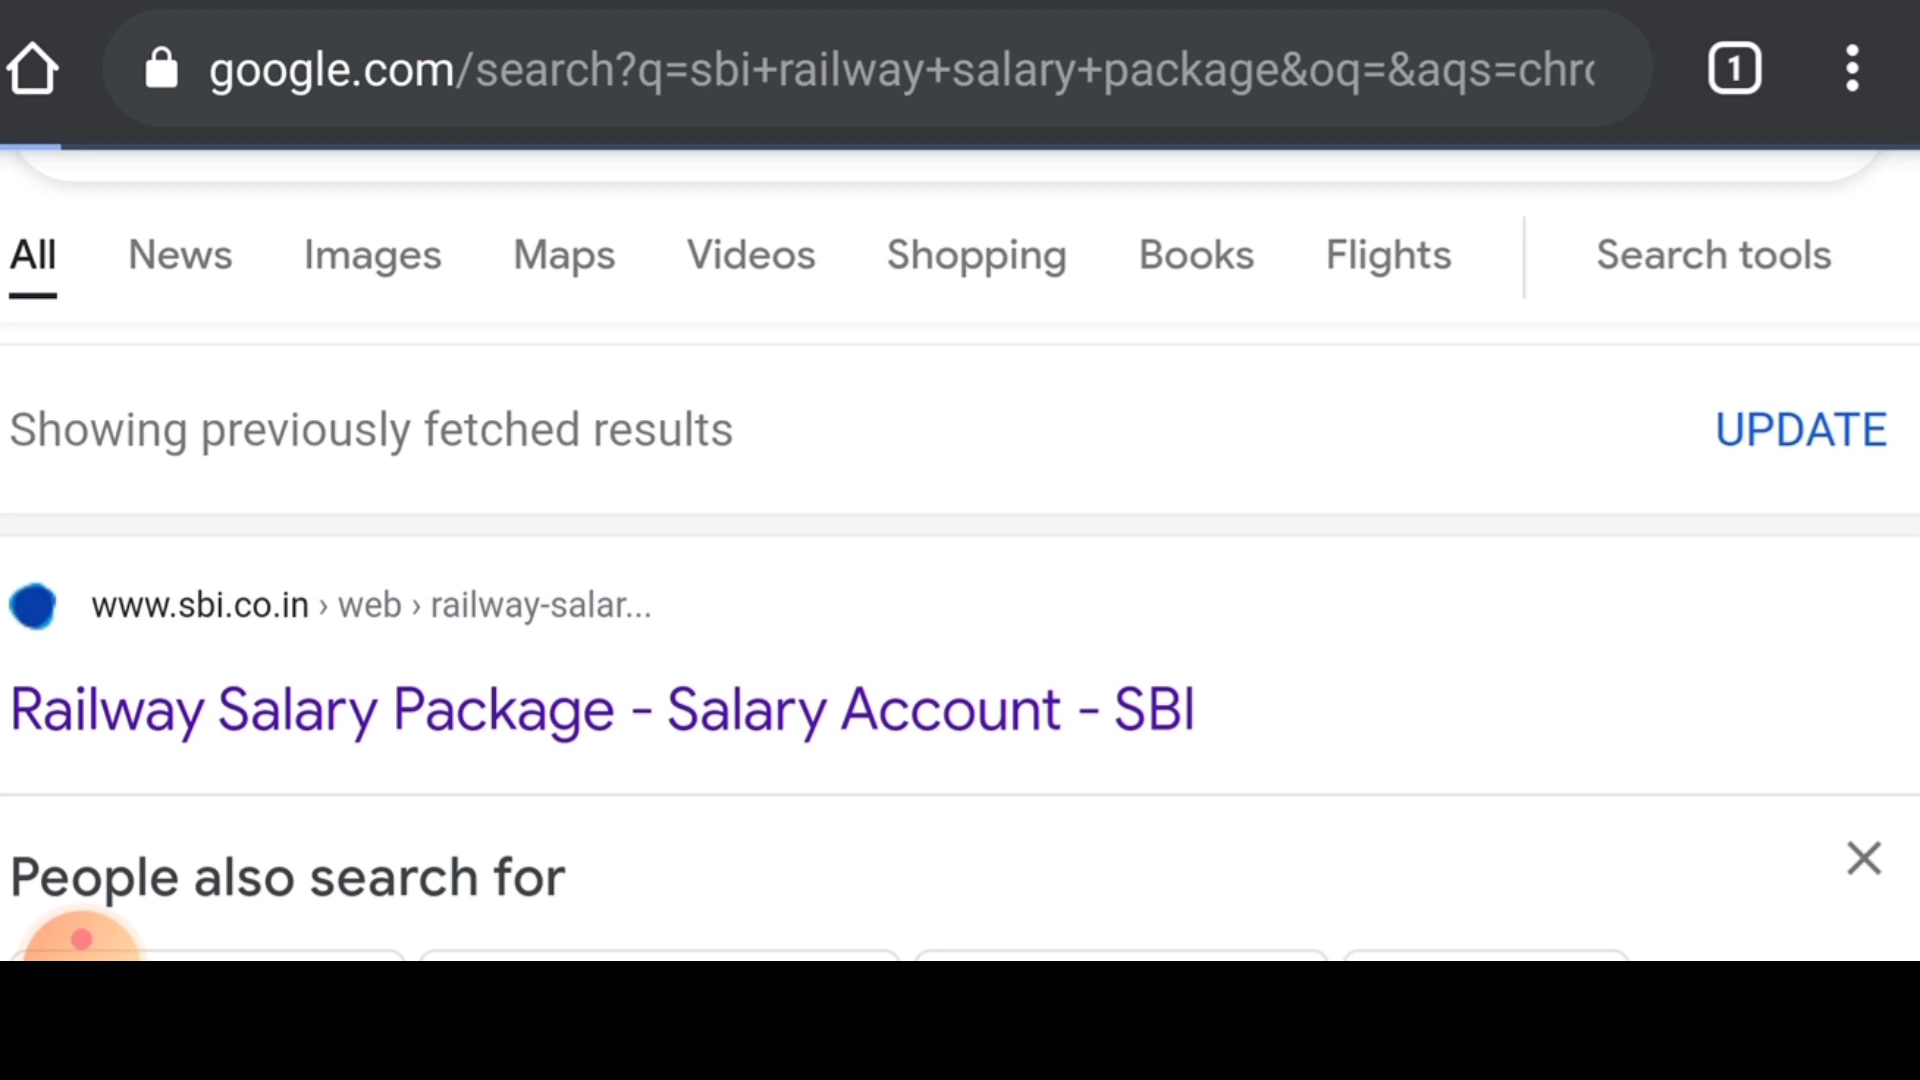 google.com/search?q=sbi+railway+salary+package&oq=&aqs=chr
1
All News Images Maps Videos Shopping Books Flights Search tools
Showing previously fetched results UPDATE
www.sbi.co.in › web › railway-salar...
Railway Salary Package - Salary Account - SBI
People also search for